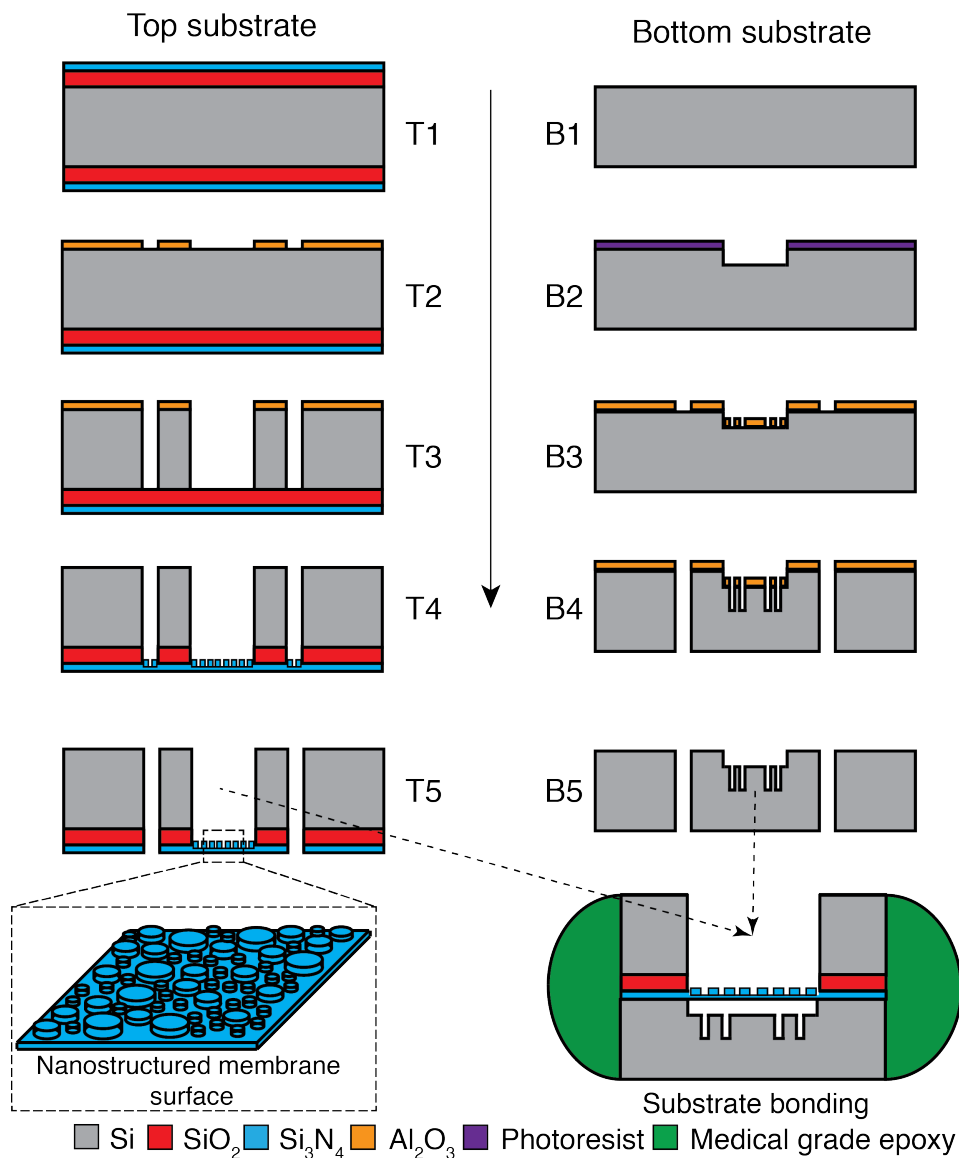 Top substrate
Bottom substrate
T1
B1
T2
B2
T3
B3
T4
B4
T5
B5
Nanostructured membrane
surface
Substrate bonding
Si SiO₂ Si₃N₄ Al₂O₃ Photoresist Medical grade epoxy